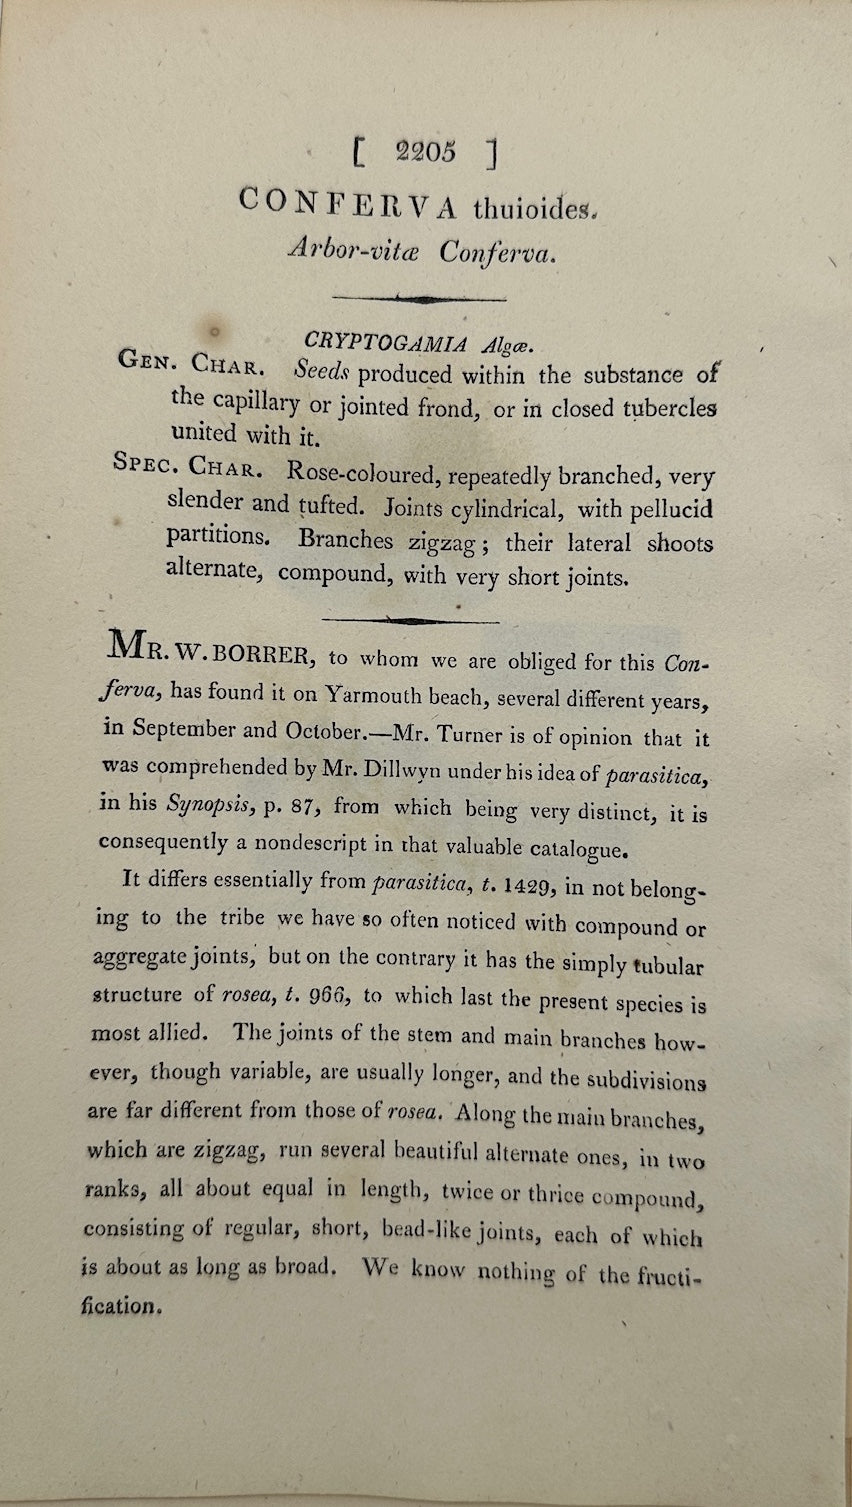 [ 2205 ]
CONFERVA thuioides.
Arbor-vitæ Conferva.
CRYPTOGAMIA Algæ.
GEN. CHAR. Seeds produced within the substance of
the capillary or jointed frond, or in closed tubercles
united with it.
SPEC. CHAR. Rose-coloured, repeatedly branched, very
slender and tufted. Joints cylindrical, with pellucid
partitions. Branches zigzag; their lateral shoots
alternate, compound, with very short joints.
MR. W. BORRER, to whom we are obliged for this Con-
ferva, has found it on Yarmouth beach, several different years,
in September and October.—Mr. Turner is of opinion that it
was comprehended by Mr. Dillwyn under his idea of parasitica,
in his Synopsis, p. 87, from which being very distinct, it is
consequently a nondescript in that valuable catalogue.
It differs essentially from parasitica, t. 1429, in not belong-
ing to the tribe we have so often noticed with compound or
aggregate joints, but on the contrary it has the simply tubular
structure of rosea, t. 966, to which last the present species is
most allied. The joints of the stem and main branches how-
ever, though variable, are usually longer, and the subdivisions
are far different from those of rosea. Along the main branches,
which are zigzag, run several beautiful alternate ones, in two
ranks, all about equal in length, twice or thrice compound,
consisting of regular, short, bead-like joints, each of which
is about as long as broad. We know nothing of the fructi-
fication.